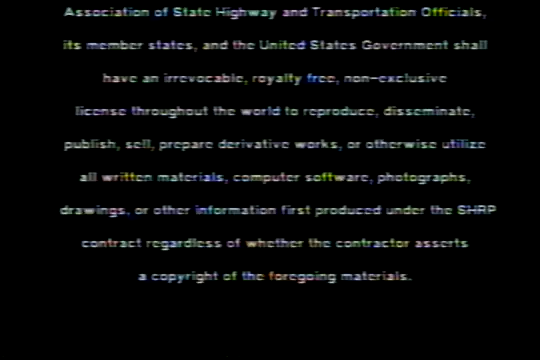 Association of State Highway and Transportation Officials,
its member states, and the United States Government shall
have an irrevocable, royalty free, non-exclusive
license throughout the world to reproduce, disseminate,
publish, sell, prepare derivative works, or otherwise utilize
all written materials, computer software, photographs,
drawings, or other information first produced under the SHRP
contract regardless of whether the contractor asserts
a copyright of the foregoing materials.